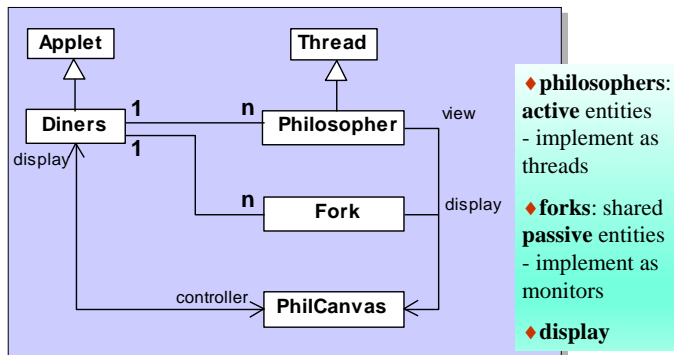 Applet
Thread
Diners
1
n
Philosopher
view
display
1
n
Fork
display
controller
PhilCanvas
♦philosophers:
active entities
- implement as
threads
♦forks: shared
passive entities
- implement as
monitors
♦display